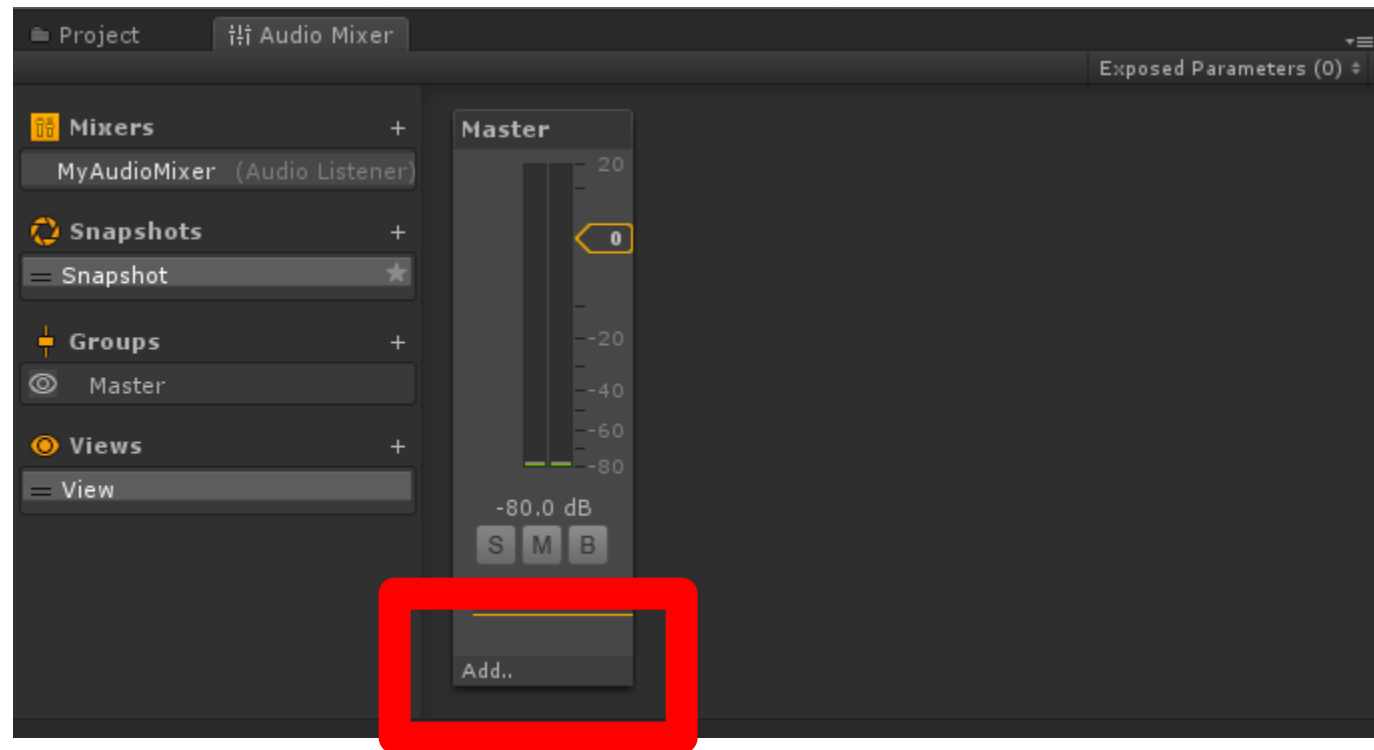 Project
Audio Mixer
Exposed Parameters (0)
Mixers +
MyAudioMixer (Audio Listener)
Snapshots +
Snapshot
Groups +
Master
Views +
View
Master
20
0
-20
-40
-60
-80
-80.0 dB
S M B
Add..